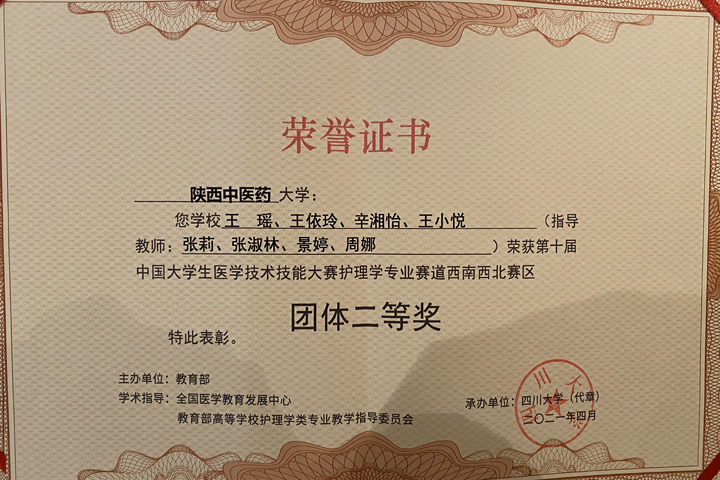 荣誉证书
陕西中医药大学：
您学校王　瑶、王依玲、辛湘怡、王小悦（指导
教师：张莉、张淑林、景婷、周娜）荣获第十届
中国大学生医学技术技能大赛护理学专业赛道西南西北赛区
团体二等奖
特此表彰。
主办单位：教育部
学术指导：全国医学教育发展中心
教育部高等学校护理学类专业教学指导委员会
承办单位：四川大学（代章）
二〇二一年四月